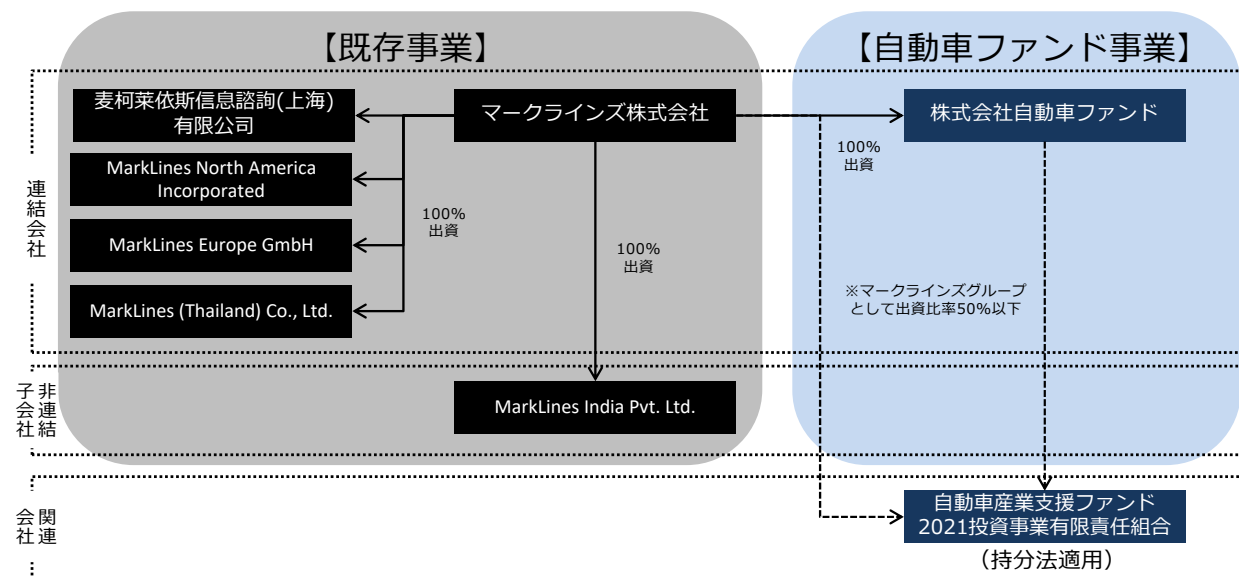 【既存事業】
【自動車ファンド事業】
連結会社
麦柯莱依斯信息諮詢(上海)
有限公司
マークラインズ株式会社
株式会社自動車ファンド
MarkLines North America
Incorporated
MarkLines Europe GmbH
MarkLines (Thailand) Co., Ltd.
100%
出資
100%
出資
100%
出資
※マークラインズグループ
として出資比率50%以下
非連結
子会社
MarkLines India Pvt. Ltd.
関連
会社
自動車産業支援ファンド
2021投資事業有限責任組合
（持分法適用）